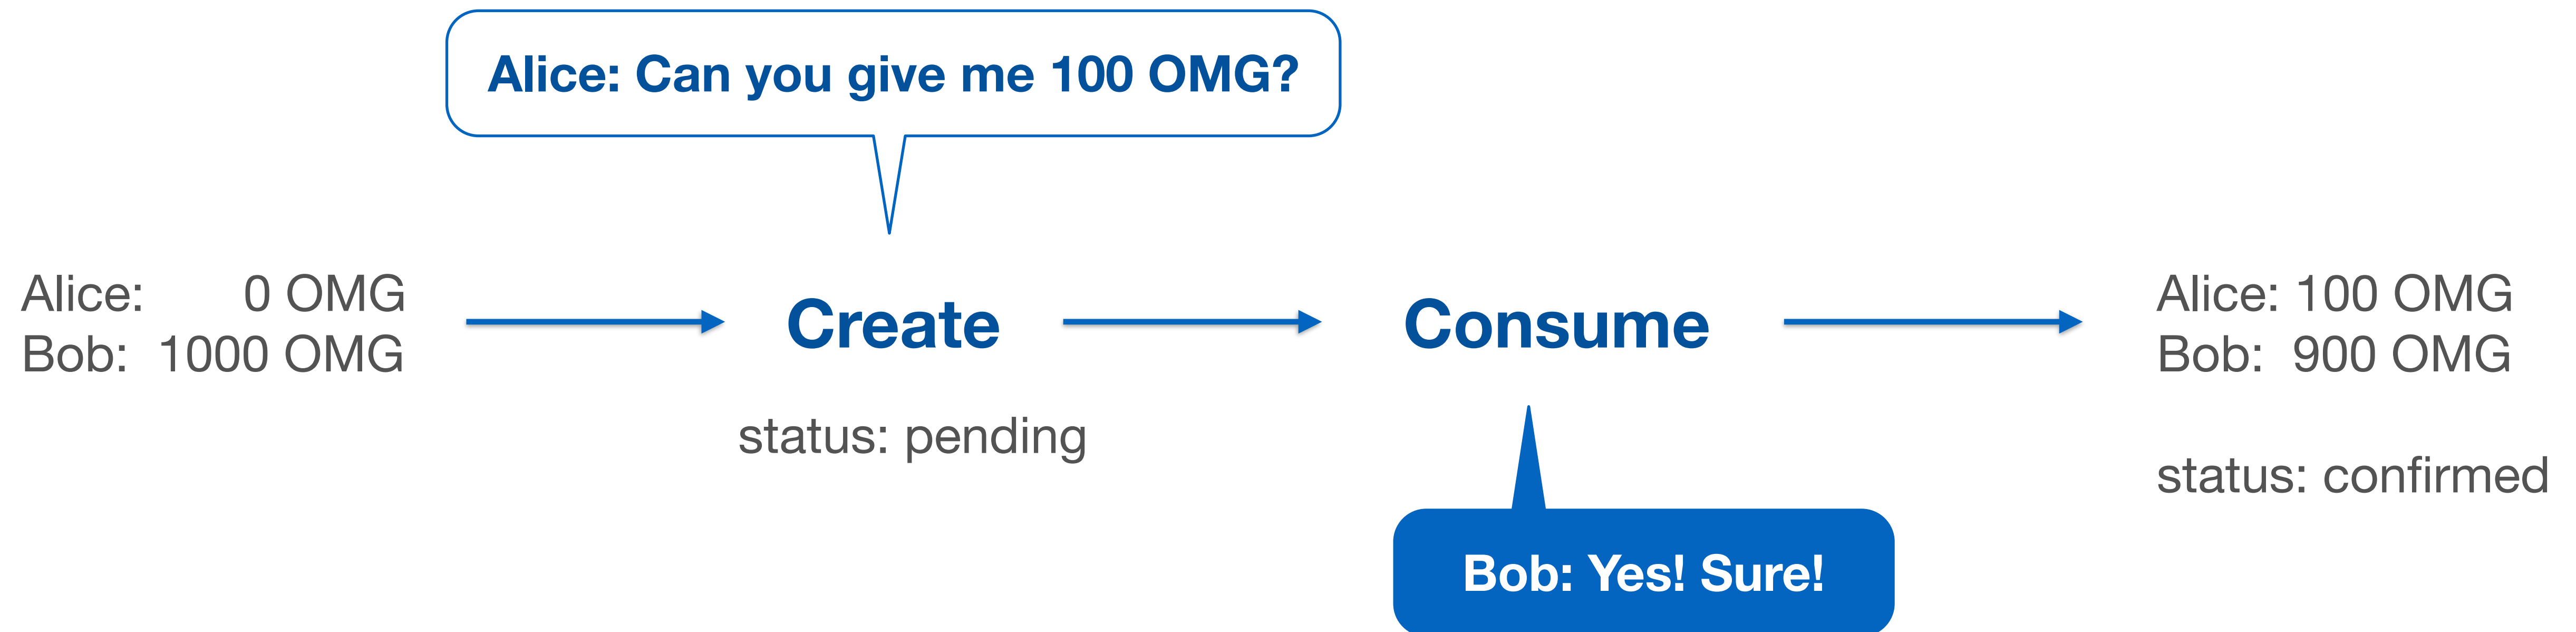 Alice: Can you give me 100 OMG?
Alice: 0 OMG
Bob: 1000 OMG
Create
status: pending
Consume
Bob: Yes! Sure!
Alice: 100 OMG
Bob: 900 OMG
status: confirmed